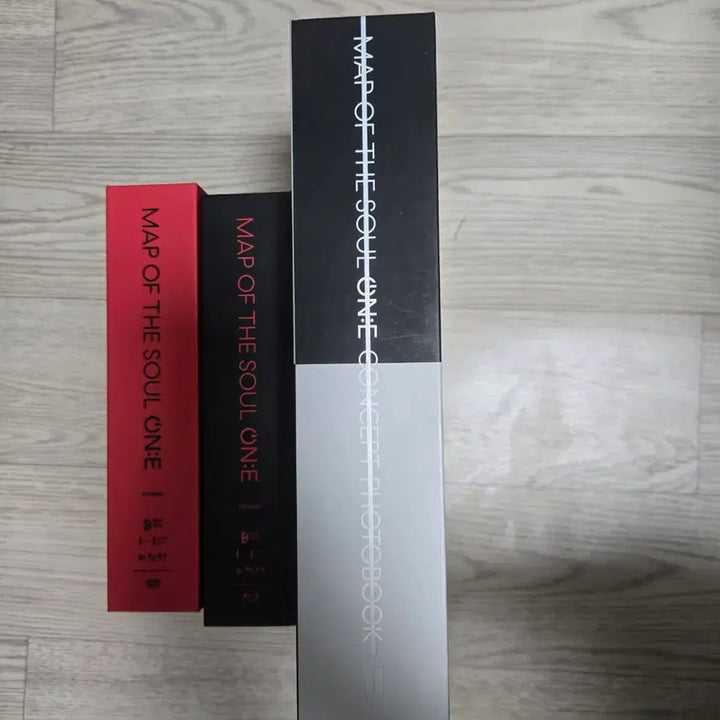 MAP OF THE SOUL ON:E
MAP OF THE SOUL ON:E
MAP OF THE SOUL ON:E CONCEPT PHOTOBOOK